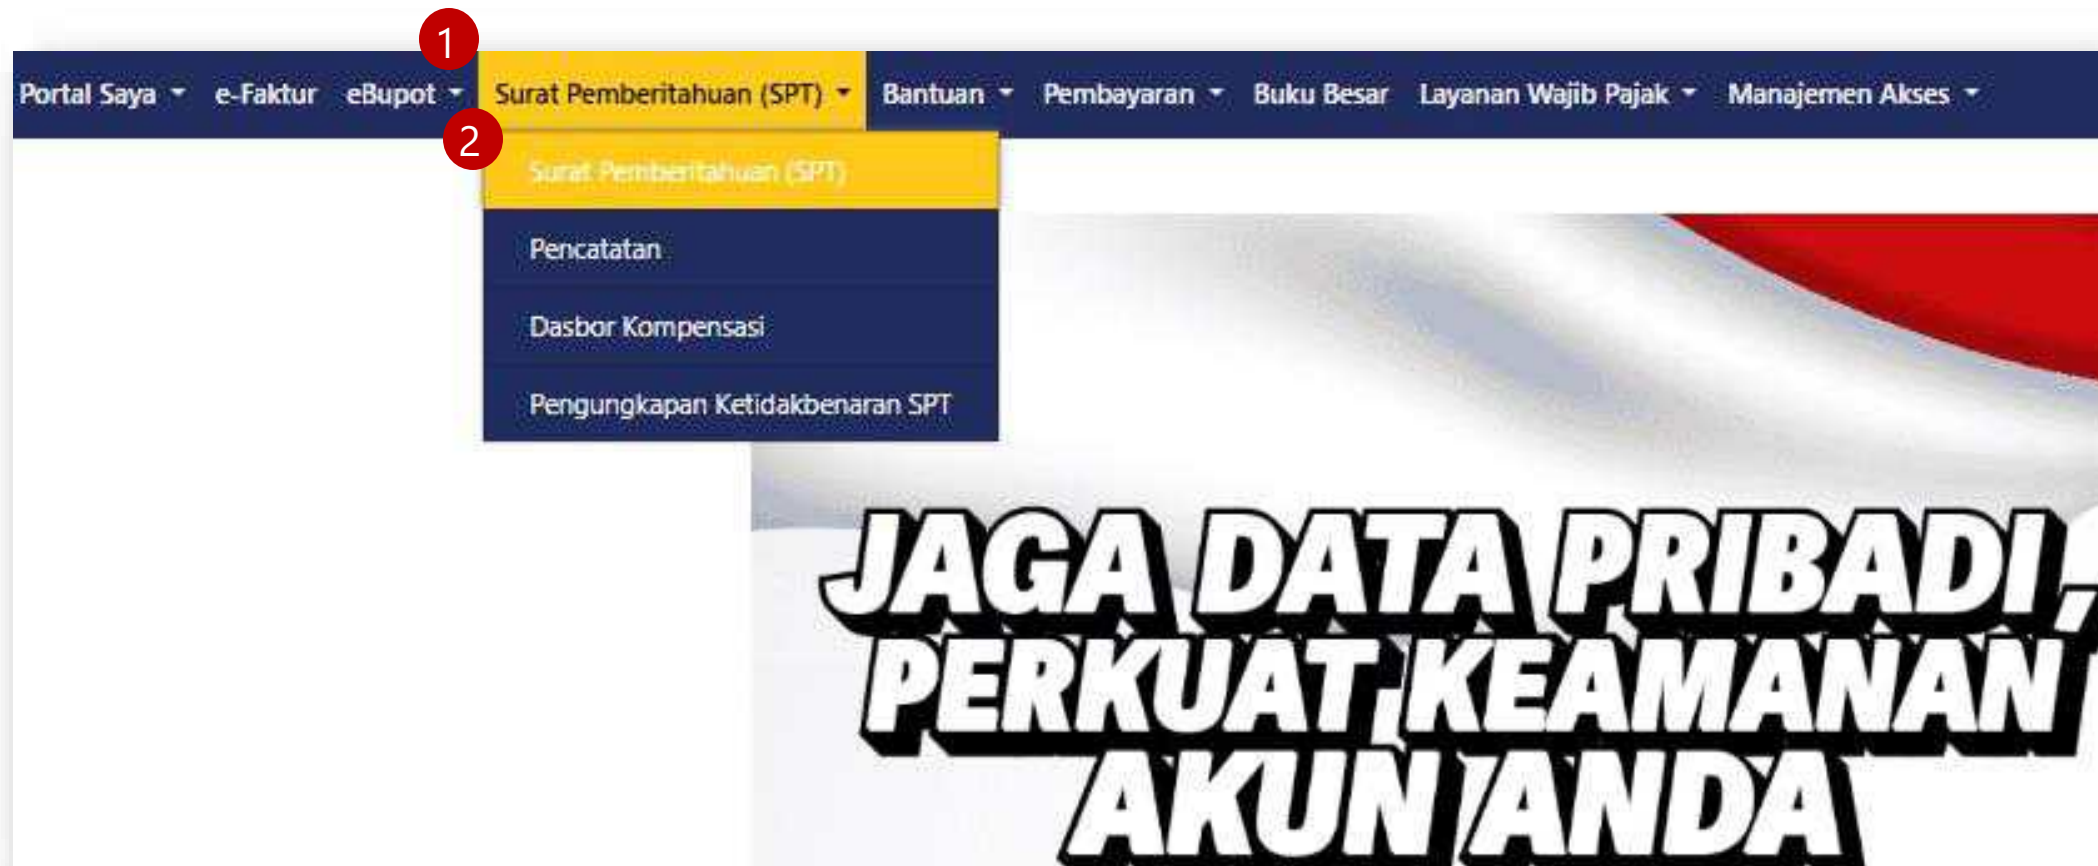 1
Portal Saya e-Faktur eBupot Surat Pemberitahuan (SPT) Bantuan Pembayaran Buku Besar Layanan Wajib Pajak Manajemen Akses
2
Surat Pemberitahuan (SPT)
Pencatatan
Dasbor Kompensasi
Pengungkapan Ketidakbenaran SPT
JAGA DATA PRIBADI,
PERKUAT KEAMANAN
AKUN ANDA